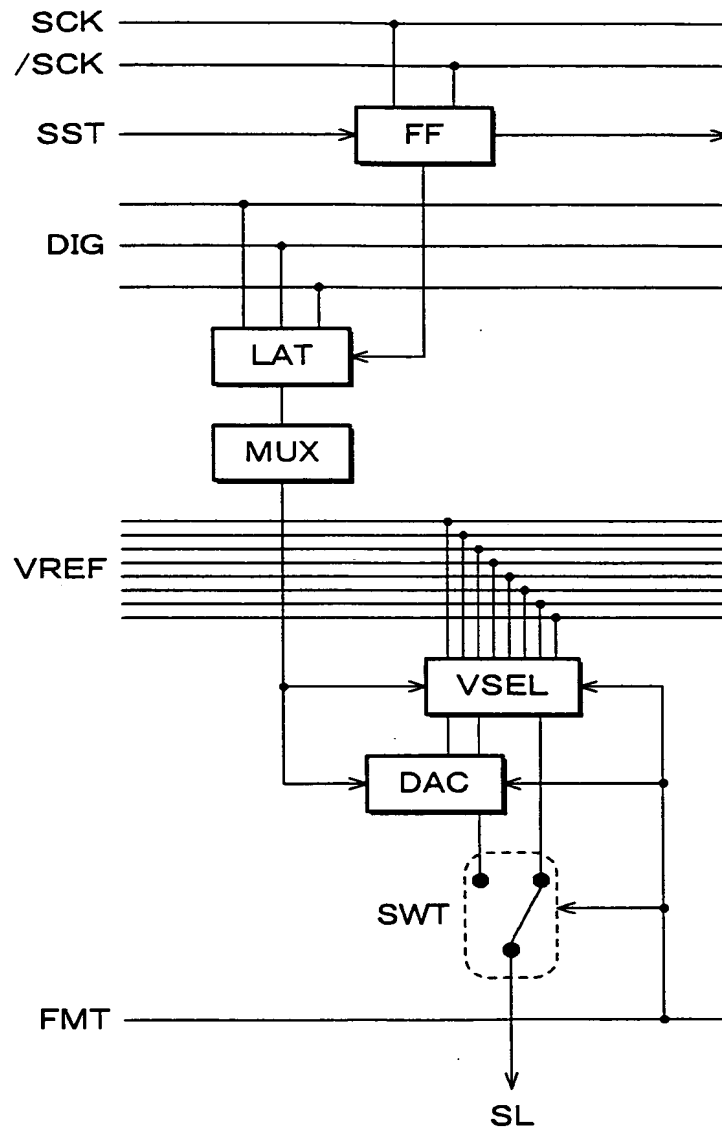 SCK
/SCK
SST
FF
DIG
LAT
MUX
VREF
VSEL
DAC
SWT
FMT
SL